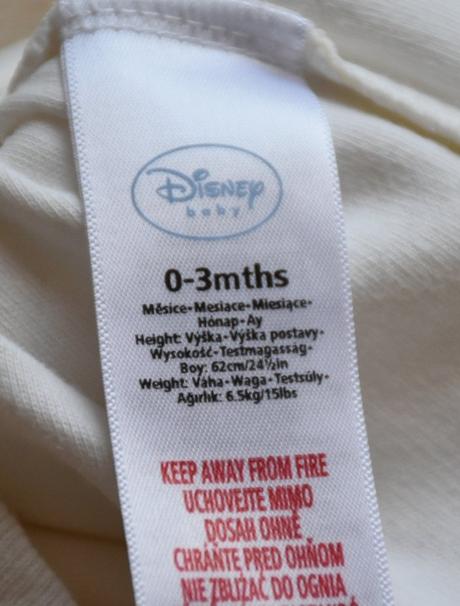 Disney
baby
0-3mths
Měsice•Mesiace•Miesiące•
Hónap•Ay
Height: Výška•Výška postavy•
Wysokość•Testmagasság•
Boy: 62cm/24½in
Weight: Váha•Waga•Testsúly•
Ağırlık: 6.5kg/15lbs
KEEP AWAY FROM FIRE
UCHOVEJTE MIMO
DOSAH OHNĚ
CHRÁŇTE PRED OHŇOM
NIE ZBLIŻAĆ DO OGNIA